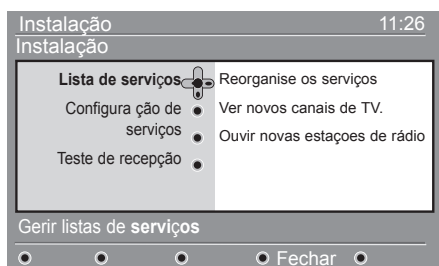 Instalação 11:26
Instalação
Lista de serviços Reorganise os serviços
Configura ção de Ver novos canais de TV.
serviços Ouvir novas estaçoes de rádio
Teste de recepção
Gerir listas de serviços
Fechar